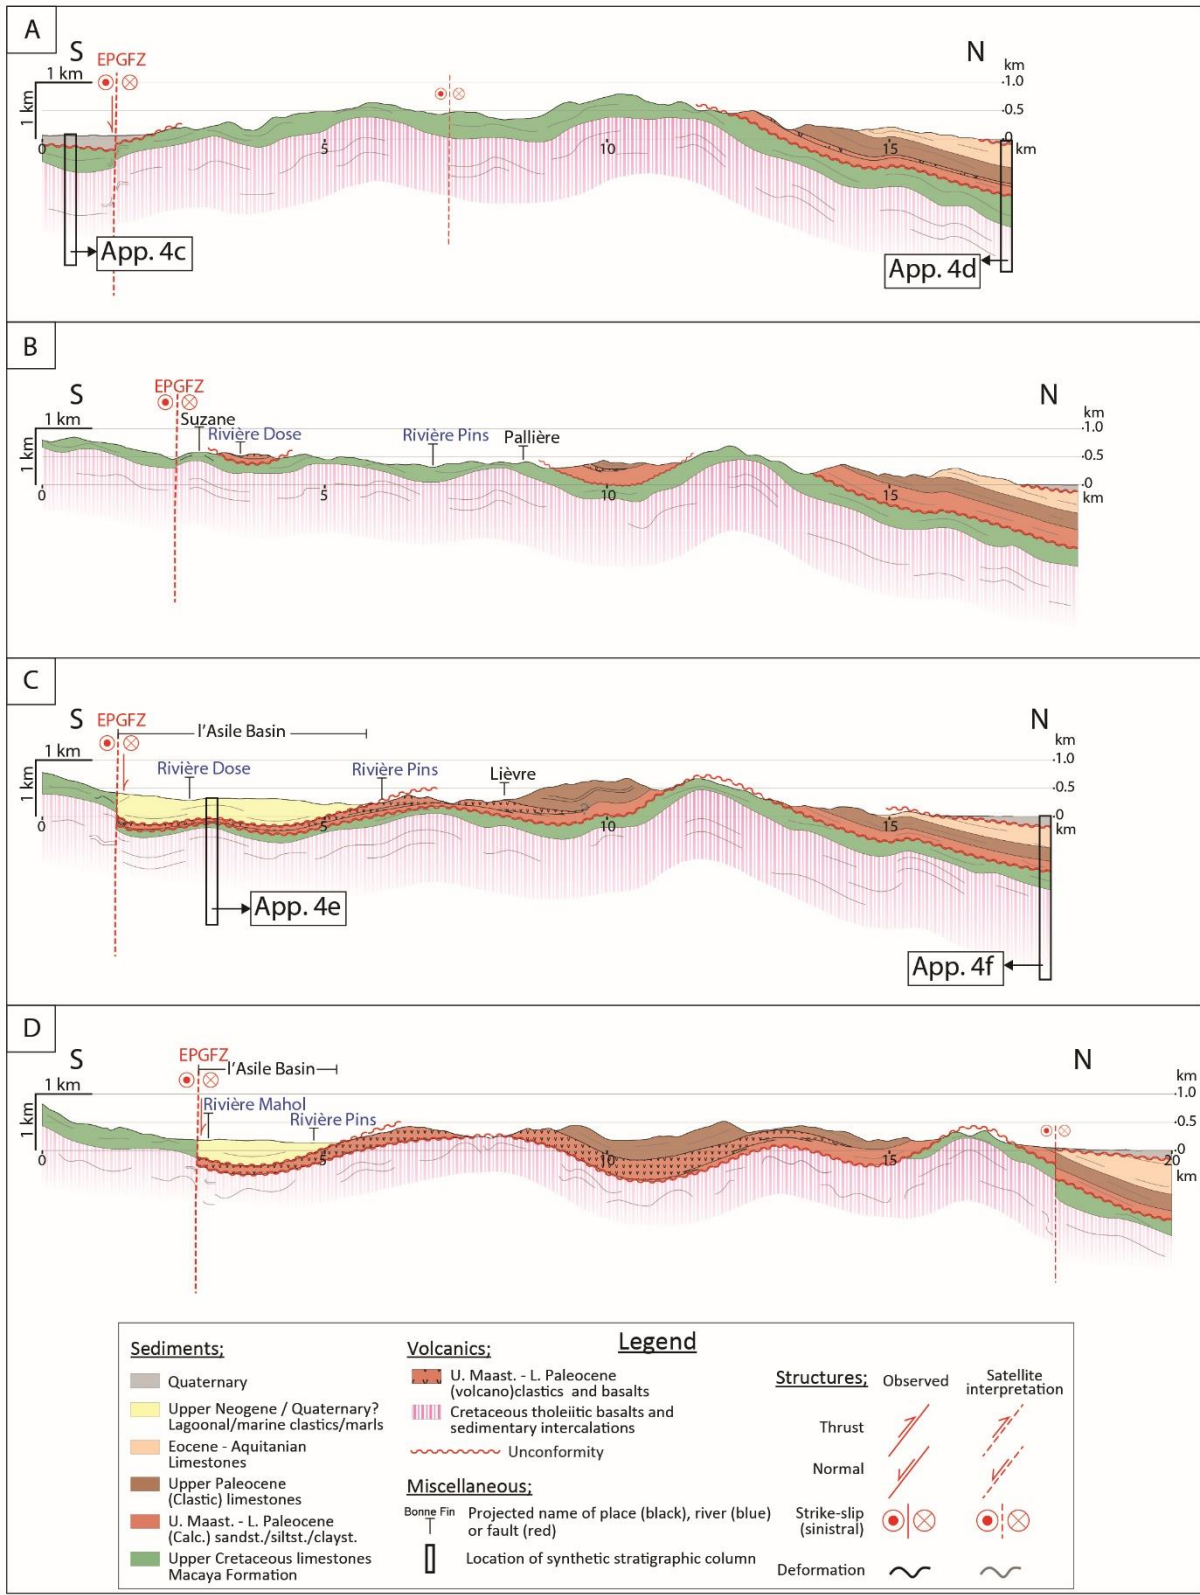 A
S
N
EPGFZ
1 km
1 km
km
1.0
0.5
0
km
0
5
10
15
App. 4c
App. 4d
B
S
N
EPGFZ
1 km
1 km
Suzane
Rivière Dose
Rivière Pins
Pallière
km
1.0
0.5
0
km
0
5
10
15
C
S
N
EPGFZ
l'Asile Basin
1 km
1 km
Rivière Dose
Rivière Pins
Lièvre
km
1.0
0.5
0
km
0
5
10
15
?
App. 4e
App. 4f
D
S
N
EPGFZ
l'Asile Basin
1 km
1 km
Rivière Mahol
Rivière Pins
km
1.0
0.5
0
0
5
10
15
20
km
Legend
Sediments;
Quaternary
Upper Neogene / Quaternary?
Lagoonal/marine clastics/marls
Eocene - Aquitanian
Limestones
Upper Paleocene
(Clastic) limestones
U. Maast. - L. Paleocene
(Calc.) sandst./siltst./clayst.
Upper Cretaceous limestones
Macaya Formation
Volcanics;
U. Maast. - L. Paleocene
(volcano)clastics and basalts
Cretaceous tholeiitic basalts and
sedimentary intercalations
Unconformity
Miscellaneous;
Bonne Fin
Projected name of place (black), river (blue)
or fault (red)
Location of synthetic stratigraphic column
Structures;
Observed
Satellite
interpretation
Thrust
Normal
Strike-slip
(sinistral)
Deformation